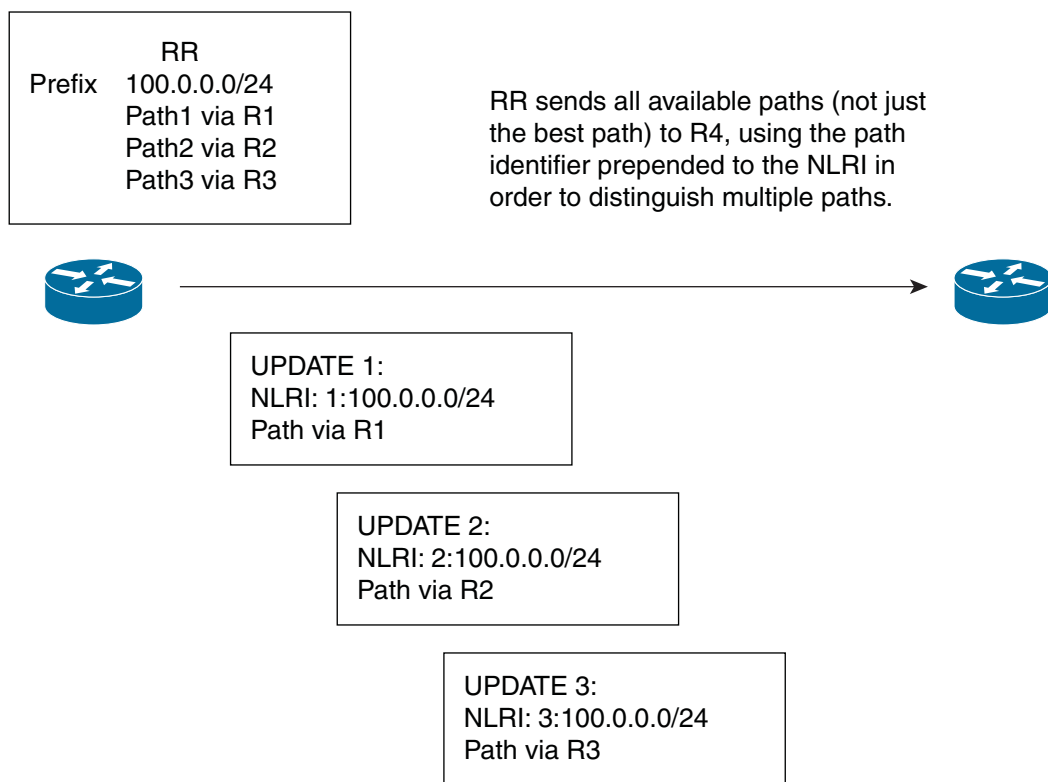 RR
Prefix 100.0.0.0/24
Path1 via R1
Path2 via R2
Path3 via R3
RR sends all available paths (not just
the best path) to R4, using the path
identifier prepended to the NLRI in
order to distinguish multiple paths.
UPDATE 1:
NLRI: 1:100.0.0.0/24
Path via R1
UPDATE 2:
NLRI: 2:100.0.0.0/24
Path via R2
UPDATE 3:
NLRI: 3:100.0.0.0/24
Path via R3